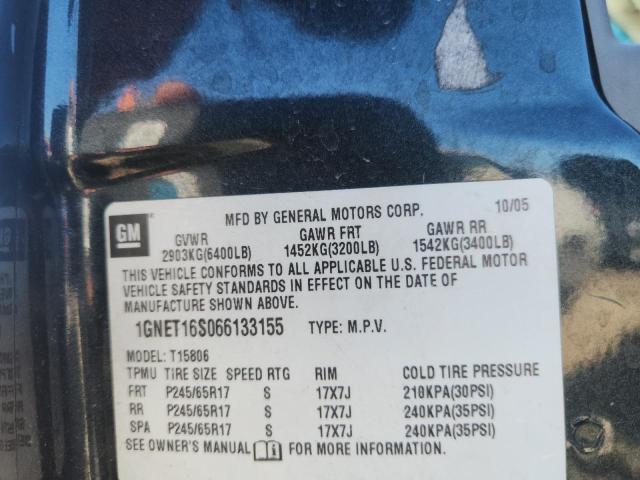 MFD BY GENERAL MOTORS CORP. 10/05
GM
GVWR GAWR FRT GAWR RR
2903KG(6400LB) 1452KG(3200LB) 1542KG(3400LB)
THIS VEHICLE CONFORMS TO ALL APPLICABLE U.S. FEDERAL MOTOR
VEHICLE SAFETY STANDARDS IN EFFECT ON THE DATE OF
MANUFACTURE SHOWN ABOVE.
1GNET16S066133155 TYPE: M.P.V.
MODEL: T15806
TPMU TIRE SIZE SPEED RTG RIM COLD TIRE PRESSURE
FRT P245/65R17 S 17X7J 210KPA(30PSI)
RR P245/65R17 S 17X7J 240KPA(35PSI)
SPA P245/65R17 S 17X7J 240KPA(35PSI)
SEE OWNER'S MANUAL FOR MORE INFORMATION.